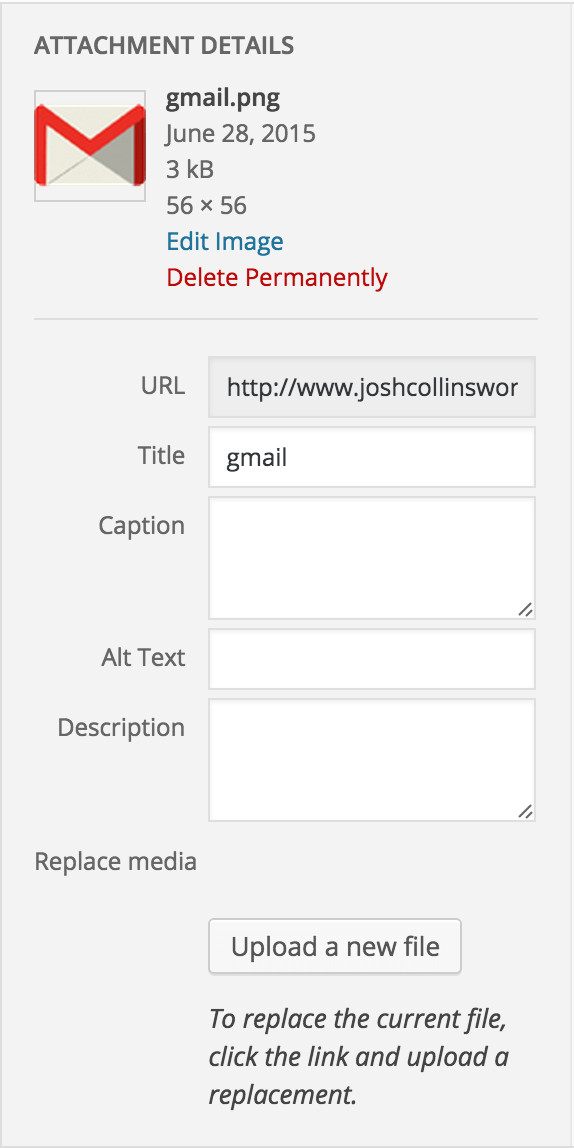 ATTACHMENT DETAILS
gmail.png
June 28, 2015
3 kB
56 × 56
Edit Image
Delete Permanently
URL
http://www.joshcollinswor
Title
gmail
Caption
Alt Text
Description
Replace media
Upload a new file
To replace the current file,
click the link and upload a
replacement.